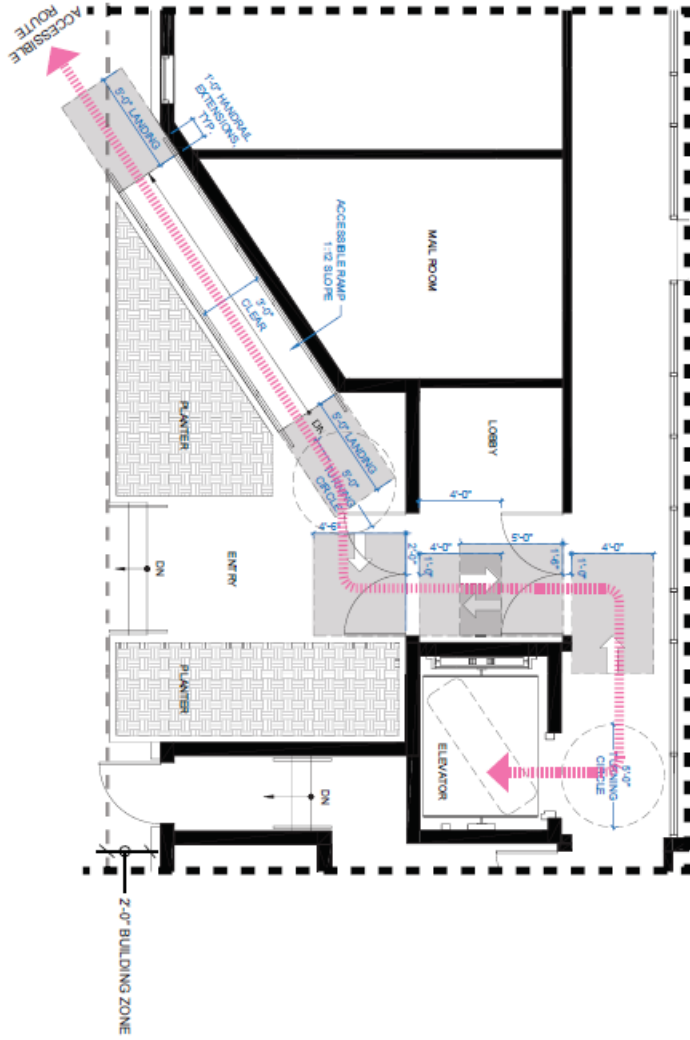 ACCESSIBLE
ROUTE
5'-0" LANDING
1'-0" HANDRAIL
EXTENSIONS,
TYP.
ACCESSIBLE RAMP
1:12 SLOPE
MAIL ROOM
3'-0"
CLEAR
PLANTER
DN
5'-0" LANDING
5'-0"
TURNING
CIRCLE
LOBBY
4'-0"
4'-6"
2'-0"
1'-0"
4'-0"
5'-0"
1'-6"
1'-0"
4'-0"
ENTRY
DN
PLANTER
ELEVATOR
5'-0"
TURNING
CIRCLE
DN
2'-0" BUILDING ZONE